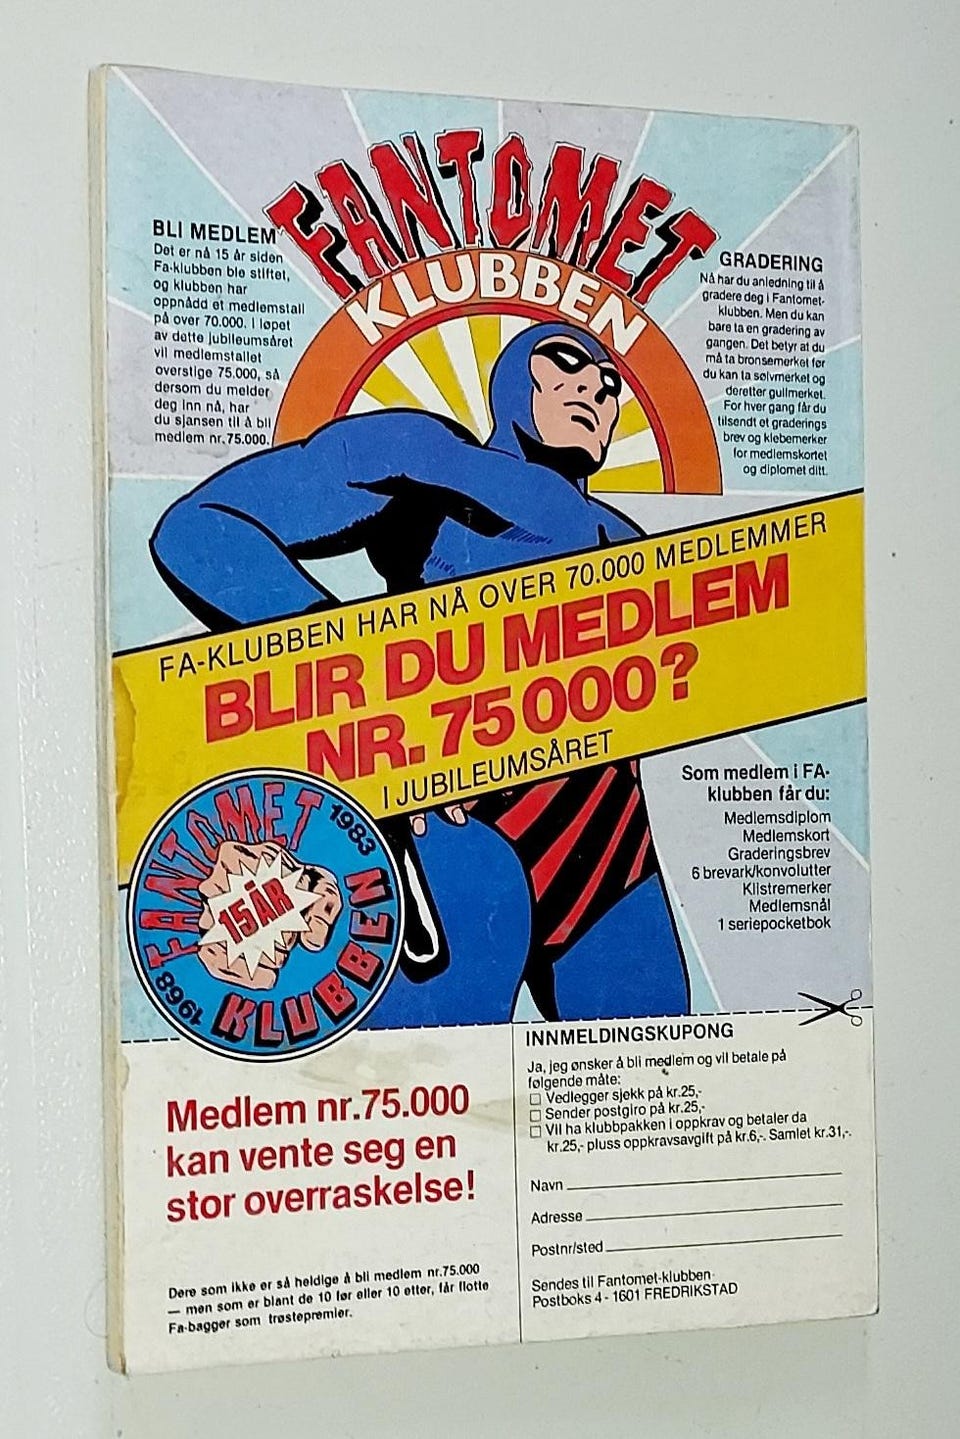 FANTOMET
KLUBBEN
BLI MEDLEM
Det er nå 15 år siden
Fa-klubben ble stiftet,
og klubben har
oppnådd et medlemstall
på over 70.000. I løpet
av dette jubileumsåret
vil medlemstallet
overstige 75.000, så
dersom du melder
deg inn nå, har
du sjansen til å bli
medlem nr.75.000.
GRADERING
Nå har du anledning til å
gradere deg i Fantomet-
klubben. Men du kan
bare ta en gradering av
gangen. Det betyr at du
må ta bronsemerket før
du kan ta sølvmerket og
deretter gullmerket.
For hver gang får du
tilsendt et graderings
brev og klebemerker
for medlemskortet
og diplomet ditt.
FA-KLUBBEN HAR NÅ OVER 70.000 MEDLEMMER
BLIR DU MEDLEM
NR. 75 000?
I JUBILEUMSÅRET
FANTOMET
1983
15 ÅR
1968
KLUBBEN
Som medlem i FA-
klubben får du:
Medlemsdiplom
Medlemskort
Graderingsbrev
6 brevark/konvolutter
Klistremerker
Medlemsnål
1 seriepocketbok
Medlem nr.75.000
kan vente seg en
stor overraskelse!
Dere som ikke er så heldige å bli medlem nr.75.000
— men som er blant de 10 før eller 10 etter, får flotte
Fa-bagger som trøstepremier.
INNMELDINGSKUPONG
Ja, jeg ønsker å bli medlem og vil betale på
følgende måte:
□ Vedlegger sjekk på kr.25,-
□ Sender postgiro på kr.25,-
□ Vil ha klubbpakken i oppkrav og betaler da
kr.25,- pluss oppkravsavgift på kr.6,-. Samlet kr.31,-.
Navn
Adresse
Postnr/sted
Sendes til Fantomet-klubben
Postboks 4 - 1601 FREDRIKSTAD